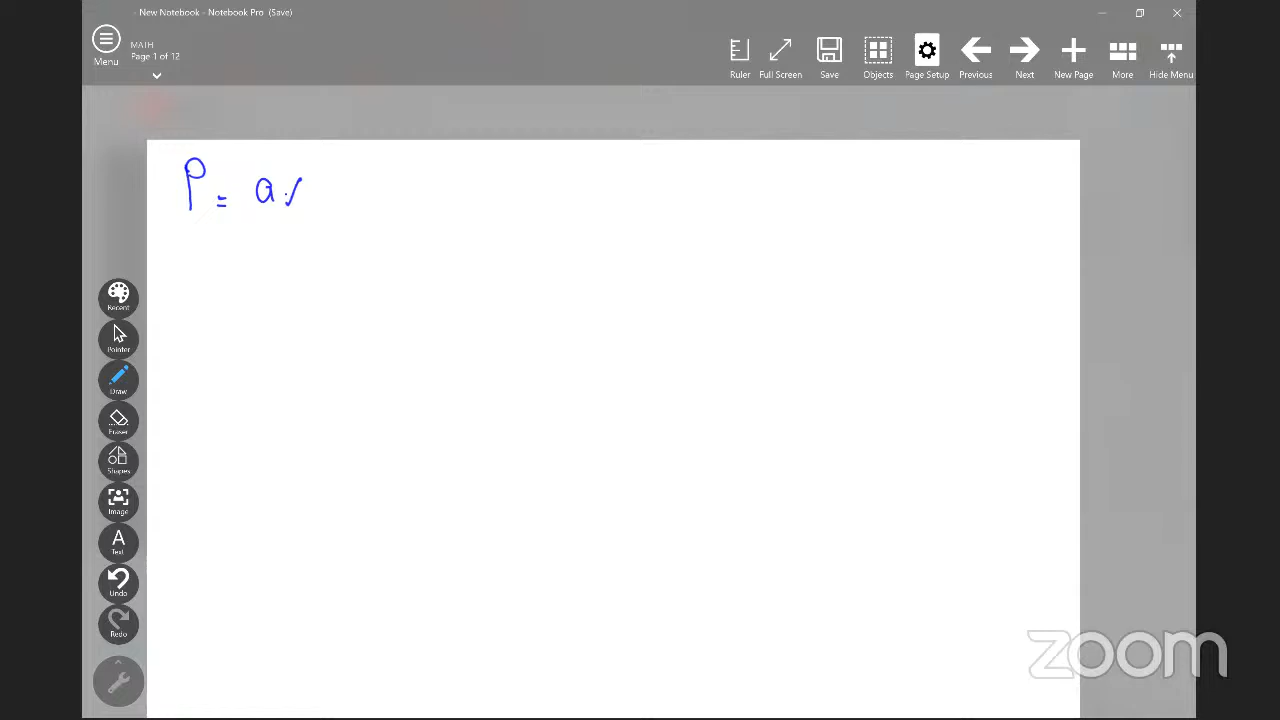 - New Notebook - Notebook Pro (Save)
Menu
MATH
Page 1 of 12
Ruler
Full Screen
Save
Objects
Page Setup
Previous
Next
New Page
More
Hide Menu
P = a
Recent
Pointer
Draw
Eraser
Shapes
Image
A
Text
Undo
Redo
zoom